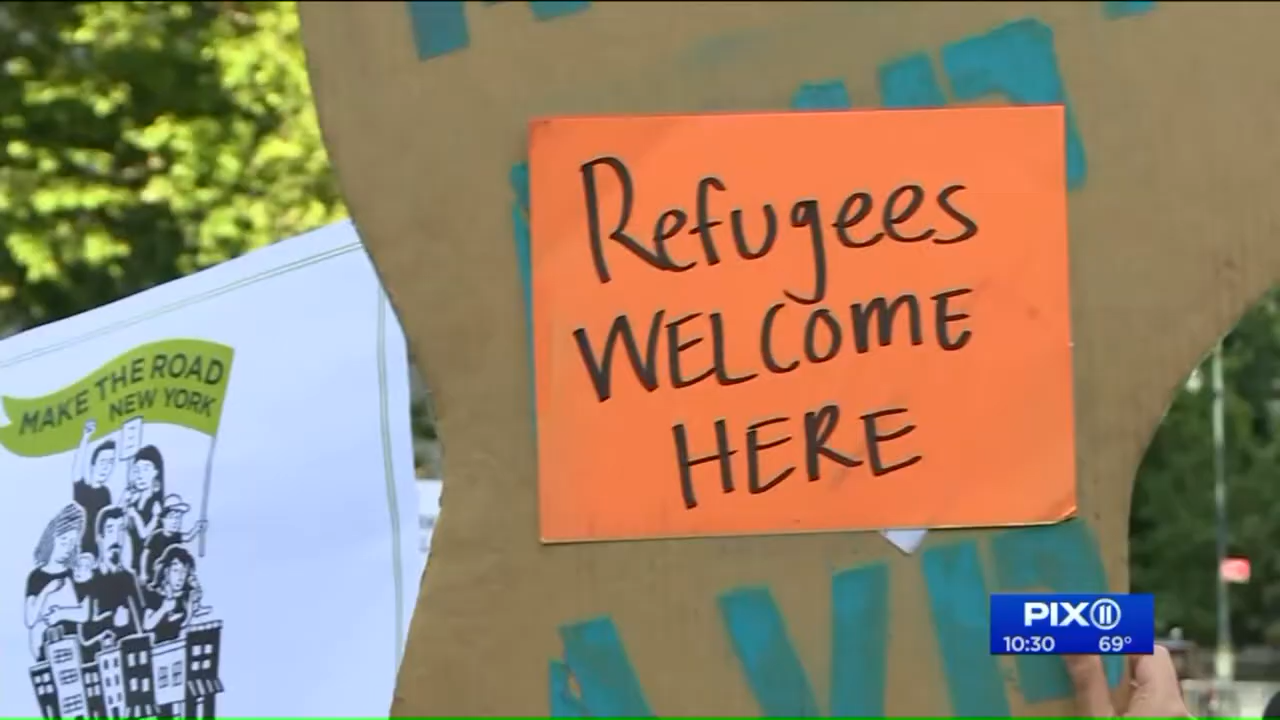 Refugees
WELCOME
HERE
MAKE THE ROAD
NEW YORK
PIX11
10:30 69°